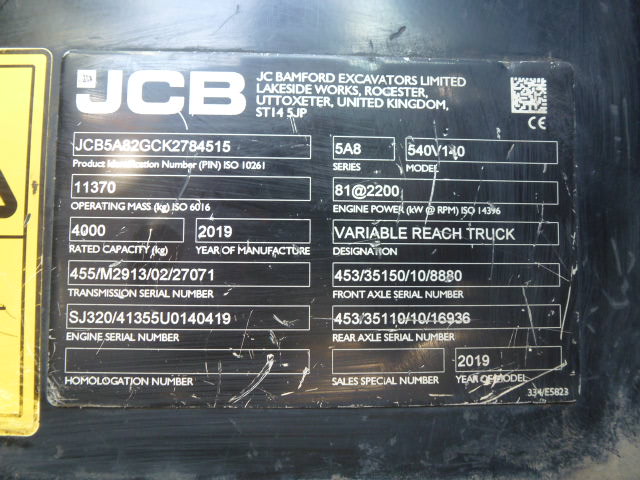 JCB
JC BAMFORD EXCAVATORS LIMITED
LAKESIDE WORKS, ROCESTER,
UTTOXETER, UNITED KINGDOM,
ST14 5JP
CE
JCB5A82GCK2784515
Product Identification Number (PIN) ISO 10261
5A8
SERIES
540V140
MODEL
11370
OPERATING MASS (kg) ISO 6016
81@2200
ENGINE POWER (kW @ RPM) ISO 14396
4000
RATED CAPACITY (kg)
2019
YEAR OF MANUFACTURE
VARIABLE REACH TRUCK
DESIGNATION
455/M2913/02/27071
TRANSMISSION SERIAL NUMBER
453/35150/10/8880
FRONT AXLE SERIAL NUMBER
SJ320/41355U0140419
ENGINE SERIAL NUMBER
453/35110/10/16936
REAR AXLE SERIAL NUMBER
HOMOLOGATION NUMBER
SALES SPECIAL NUMBER
2019
YEAR OF MODEL
334/E5823